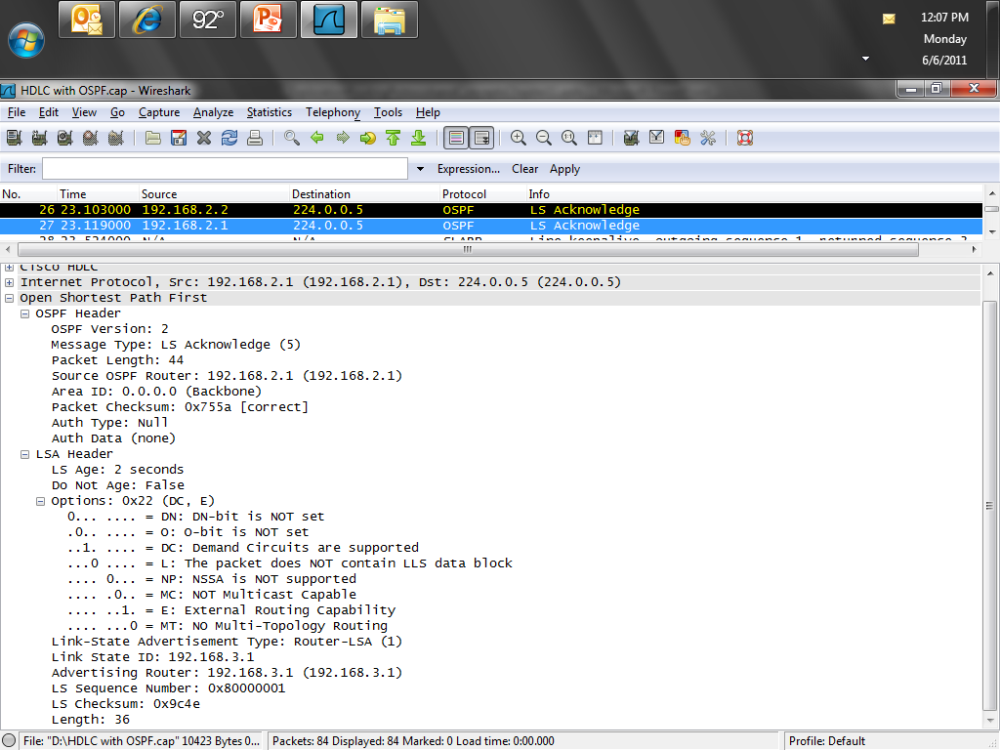 92°
12:07 PM
Monday
6/6/2011
HDLC with OSPF.cap - Wireshark
File Edit View Go Capture Analyze Statistics Telephony Tools Help
Filter: Expression... Clear Apply
No. Time Source Destination Protocol Info
26 23.103000 192.168.2.2 224.0.0.5 OSPF LS Acknowledge
27 23.119000 192.168.2.1 224.0.0.5 OSPF LS Acknowledge
28 23.524000 N/A N/A SLARP Line keepalive, outgoing sequence 1, returned sequence
Cisco HDLC
Internet Protocol, Src: 192.168.2.1 (192.168.2.1), Dst: 224.0.0.5 (224.0.0.5)
Open Shortest Path First
OSPF Header
OSPF Version: 2
Message Type: LS Acknowledge (5)
Packet Length: 44
Source OSPF Router: 192.168.2.1 (192.168.2.1)
Area ID: 0.0.0.0 (Backbone)
Packet Checksum: 0x755a [correct]
Auth Type: Null
Auth Data (none)
LSA Header
LS Age: 2 seconds
Do Not Age: False
Options: 0x22 (DC, E)
0... .... = DN: DN-bit is NOT set
.0.. .... = O: O-bit is NOT set
..1. .... = DC: Demand Circuits are supported
...0 .... = L: The packet does NOT contain LLS data block
.... 0... = NP: NSSA is NOT supported
.... .0.. = MC: NOT Multicast Capable
.... ..1. = E: External Routing Capability
.... ...0 = MT: NO Multi-Topology Routing
Link-State Advertisement Type: Router-LSA (1)
Link State ID: 192.168.3.1
Advertising Router: 192.168.3.1 (192.168.3.1)
LS Sequence Number: 0x80000001
LS Checksum: 0x9c4e
Length: 36
File: "D:\HDLC with OSPF.cap" 10423 Bytes 0... Packets: 84 Displayed: 84 Marked: 0 Load time: 0:00.000 Profile: Default